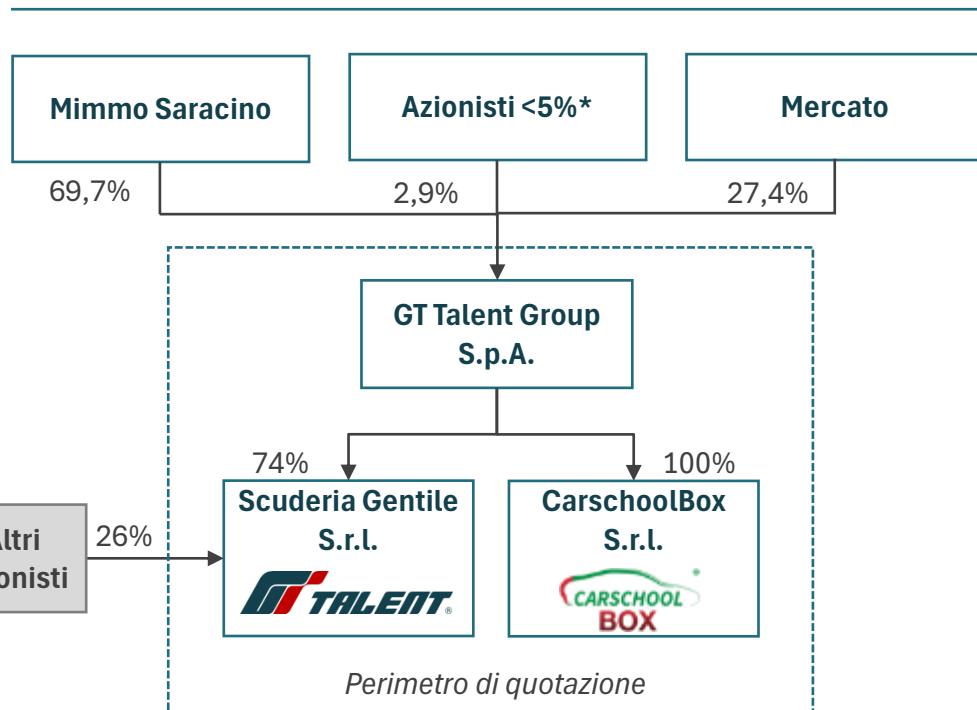 Mimmo Saracino
Azionisti <5%*
Mercato
69,7%
2,9%
27,4%
GT Talent Group
S.p.A.
74%
100%
Scuderia Gentile
S.r.l.
CarschoolBox
S.r.l.
26%
GT TALENT®
CARSCHOOL
BOX
Perimetro di quotazione